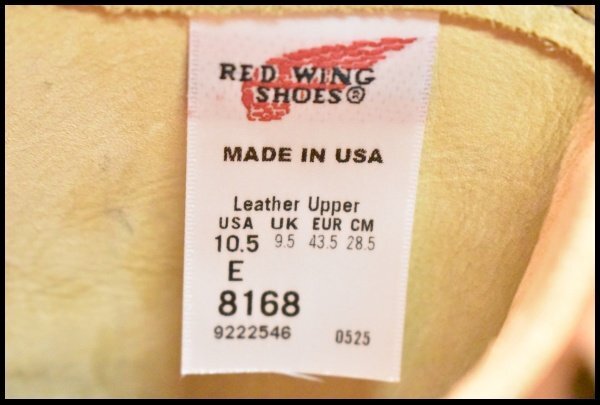 RED WING
SHOES®
MADE IN USA
Leather Upper
USA UK EUR CM
10.5 9.5 43.5 28.5
E
8168
9222546 0525